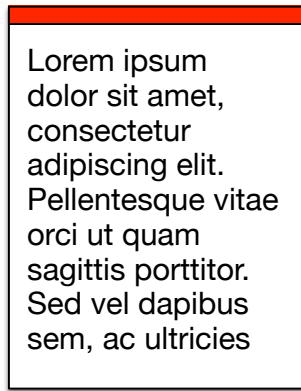 Lorem ipsum
dolor sit amet,
consectetur
adipiscing elit.
Pellentesque vitae
orci ut quam
sagittis porttitor.
Sed vel dapibus
sem, ac ultricies